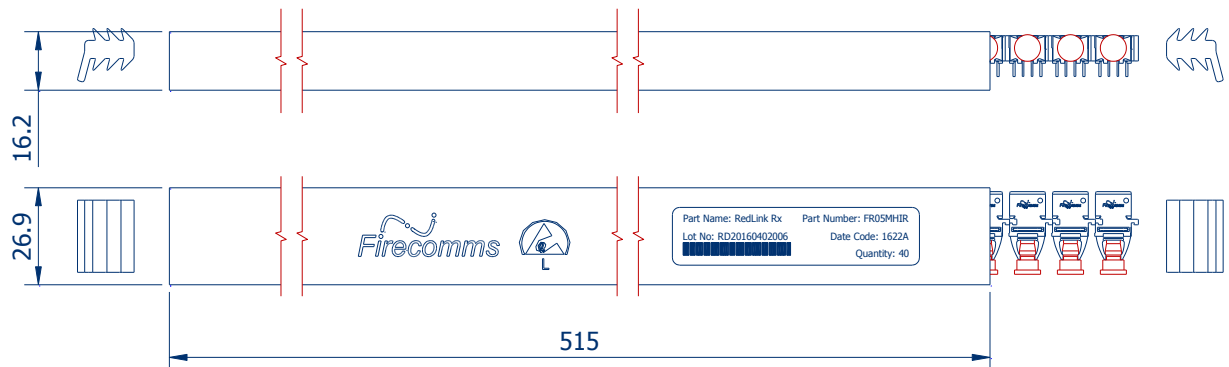 16.2
26.9
Firecomms
L
Part Name: RedLink Rx Part Number: FR05MHIR
Lot No: RD20160402006 Date Code: 1622A
Quantity: 40
515